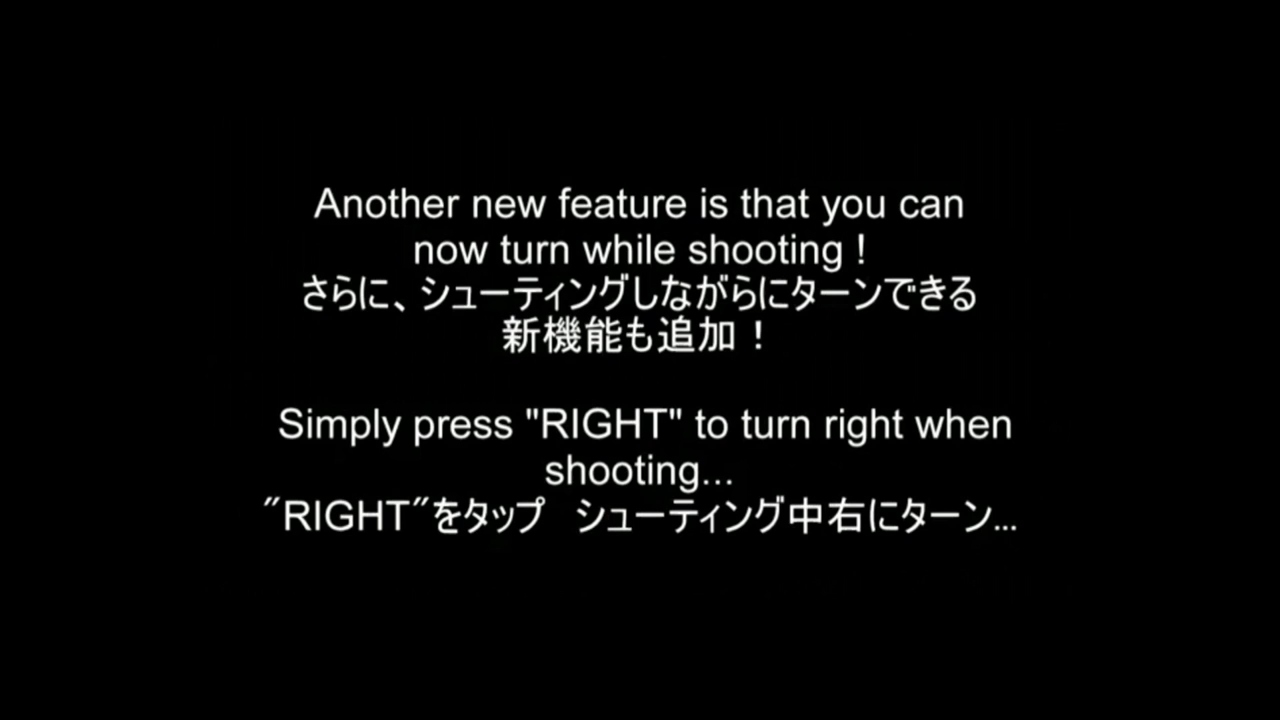 Another new feature is that you can
now turn while shooting !
さらに、シューティングしながらにターンできる
新機能も追加！
Simply press "RIGHT" to turn right when
shooting...
"RIGHT"をタップ　シューティング中右にターン...